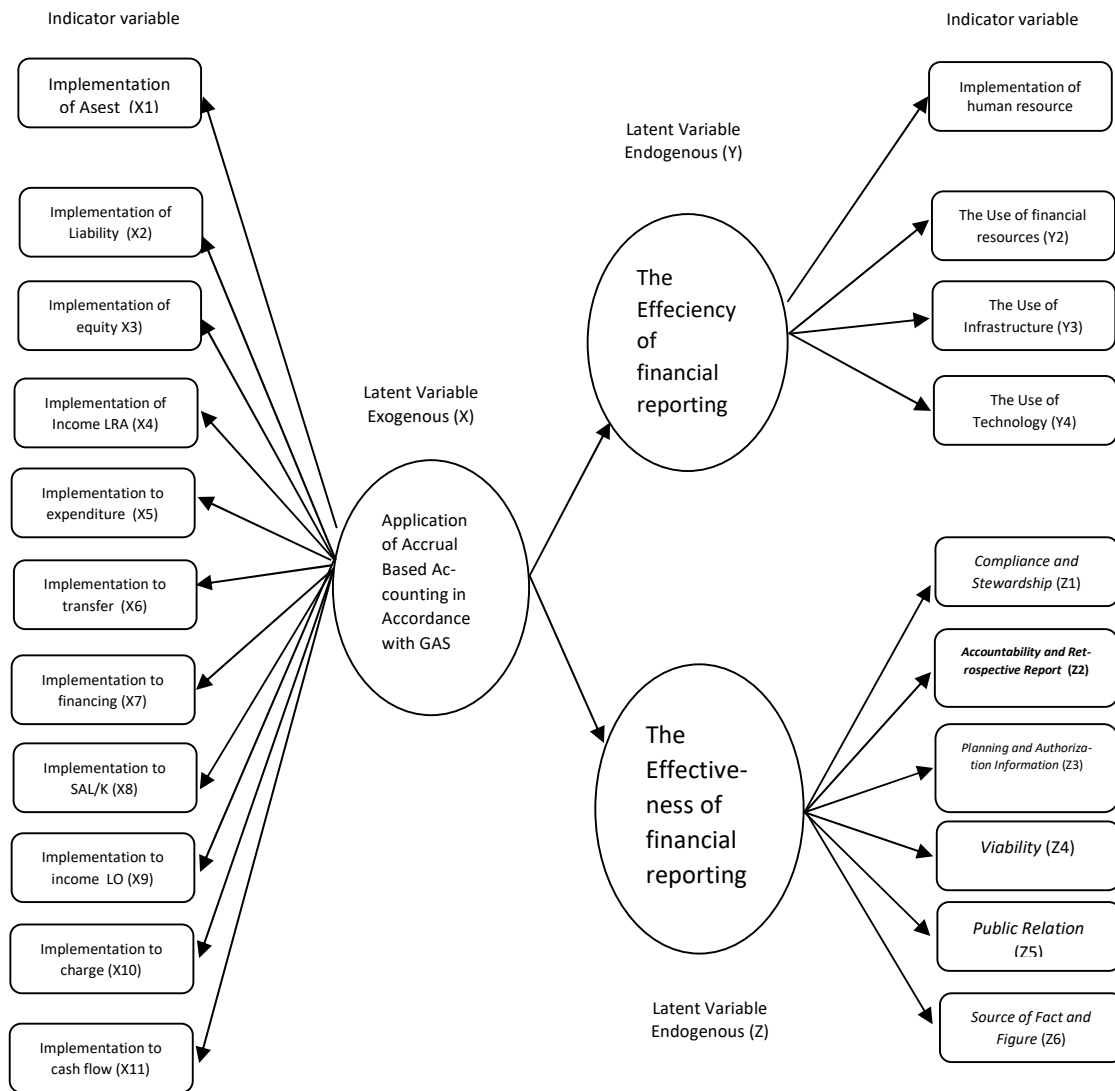 Indicator variable
Implementation
of Asest (X1)
Implementation of
Liability (X2)
Implementation of
equity X3)
Implementation of
Income LRA (X4)
Implementation to
expenditure (X5)
Implementation to
transfer (X6)
Implementation to
financing (X7)
Implementation to
SAL/K (X8)
Implementation to
income LO (X9)
Implementation to
charge (X10)
Implementation to
cash flow (X11)
Latent Variable
Exogenous (X)
Application
of Accrual
Based Ac-
counting in
Accordance
with GAS
Latent Variable
Endogenous (Y)
The
Effeciency
of
financial
reporting
The
Effective-
ness of
financial
reporting
Latent Variable
Endogenous (Z)
Indicator variable
Implementation of
human resource
The Use of financial
resources (Y2)
The Use of
Infrastructure (Y3)
The Use of
Technology (Y4)
Compliance and
Stewardship (Z1)
Accountability and Ret-
rospective Report (Z2)
Planning and Authoriza-
tion Information (Z3)
Viability (Z4)
Public Relation
(Z5)
Source of Fact and
Figure (Z6)